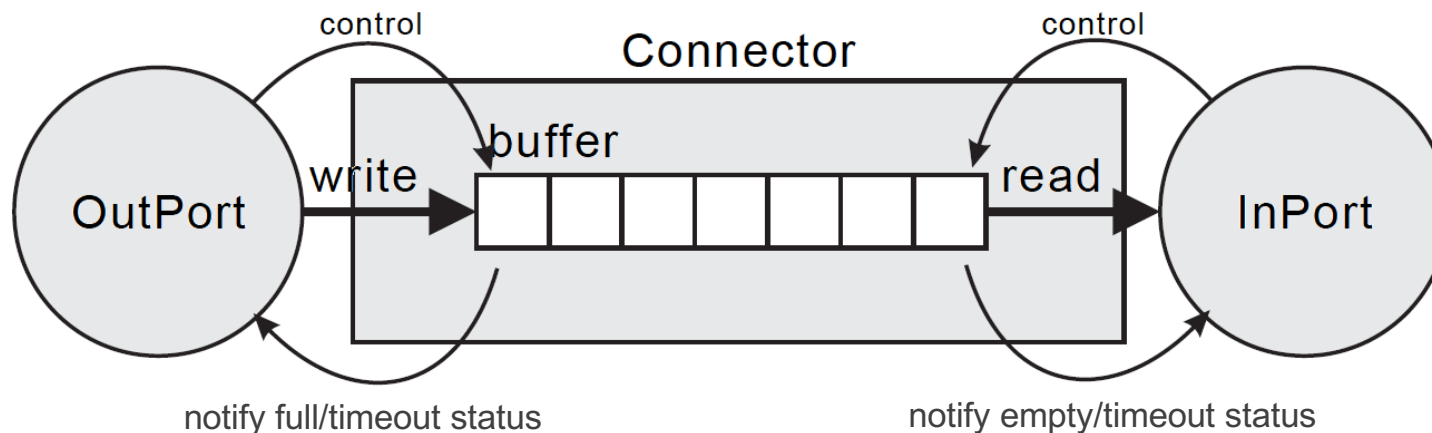 control
Connector
control
buffer
write
read
OutPort
InPort
notify full/timeout status
notify empty/timeout status